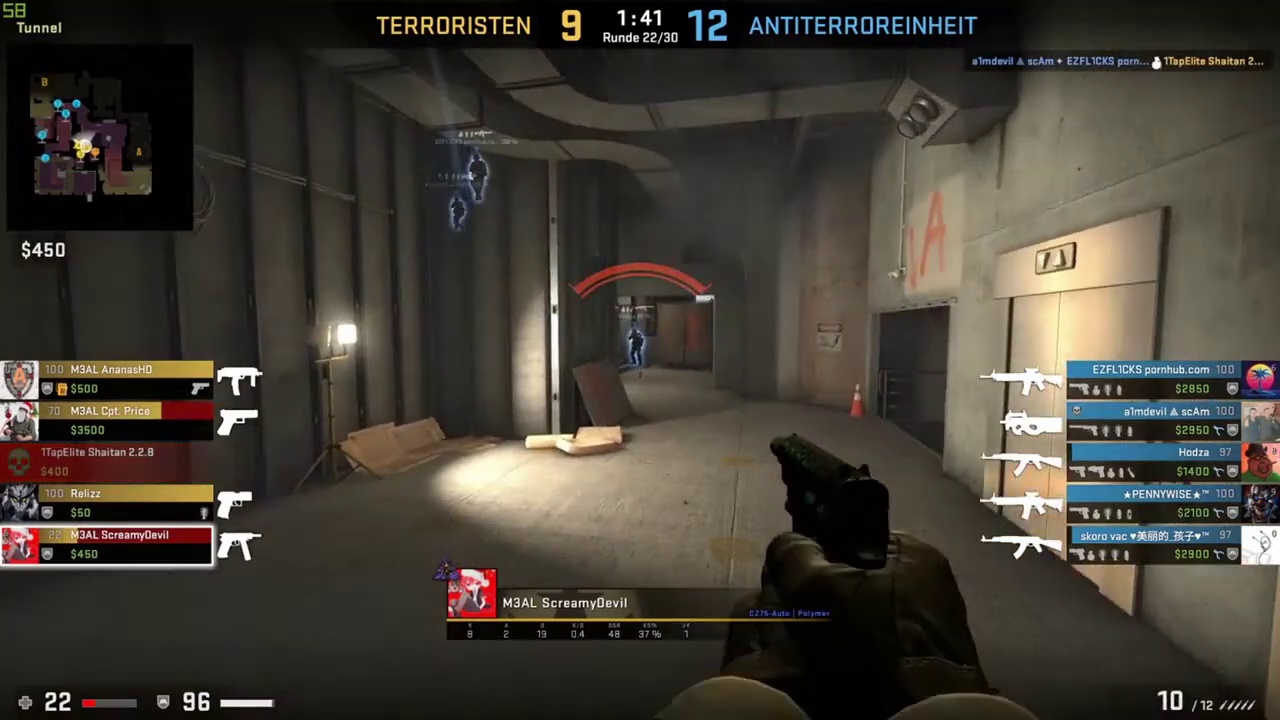 58
Tunnel
TERRORISTEN 9 1:41 12 ANTITERROREINHEIT
Runde 22/30
a1mdevil ⟁ scAm + EZFL1CKS porn... 1TapElite Shaitan 2...
B
A
$450
A
100 M3AL AnanasHD
$500
70 M3AL Cpt. Price
$3500
1TapElite Shaitan 2.2.8
$400
100 Relizz
$50
22 M3AL ScreamyDevil
$450
EZFL1CKS pornhub.com 100
$2850
a1mdevil ⟁ scAm 100
$2950
Hodza 97
$1400
★PENNYWISE★™ 100
$2100
skoro vac ♥美丽的_孩子♥™ 97
$2900
M3AL ScreamyDevil
CZ75-Auto | Polymer
K A D K/D DSR KS%
8 2 19 0.4 48 37 % 1
22 96
10 / 12